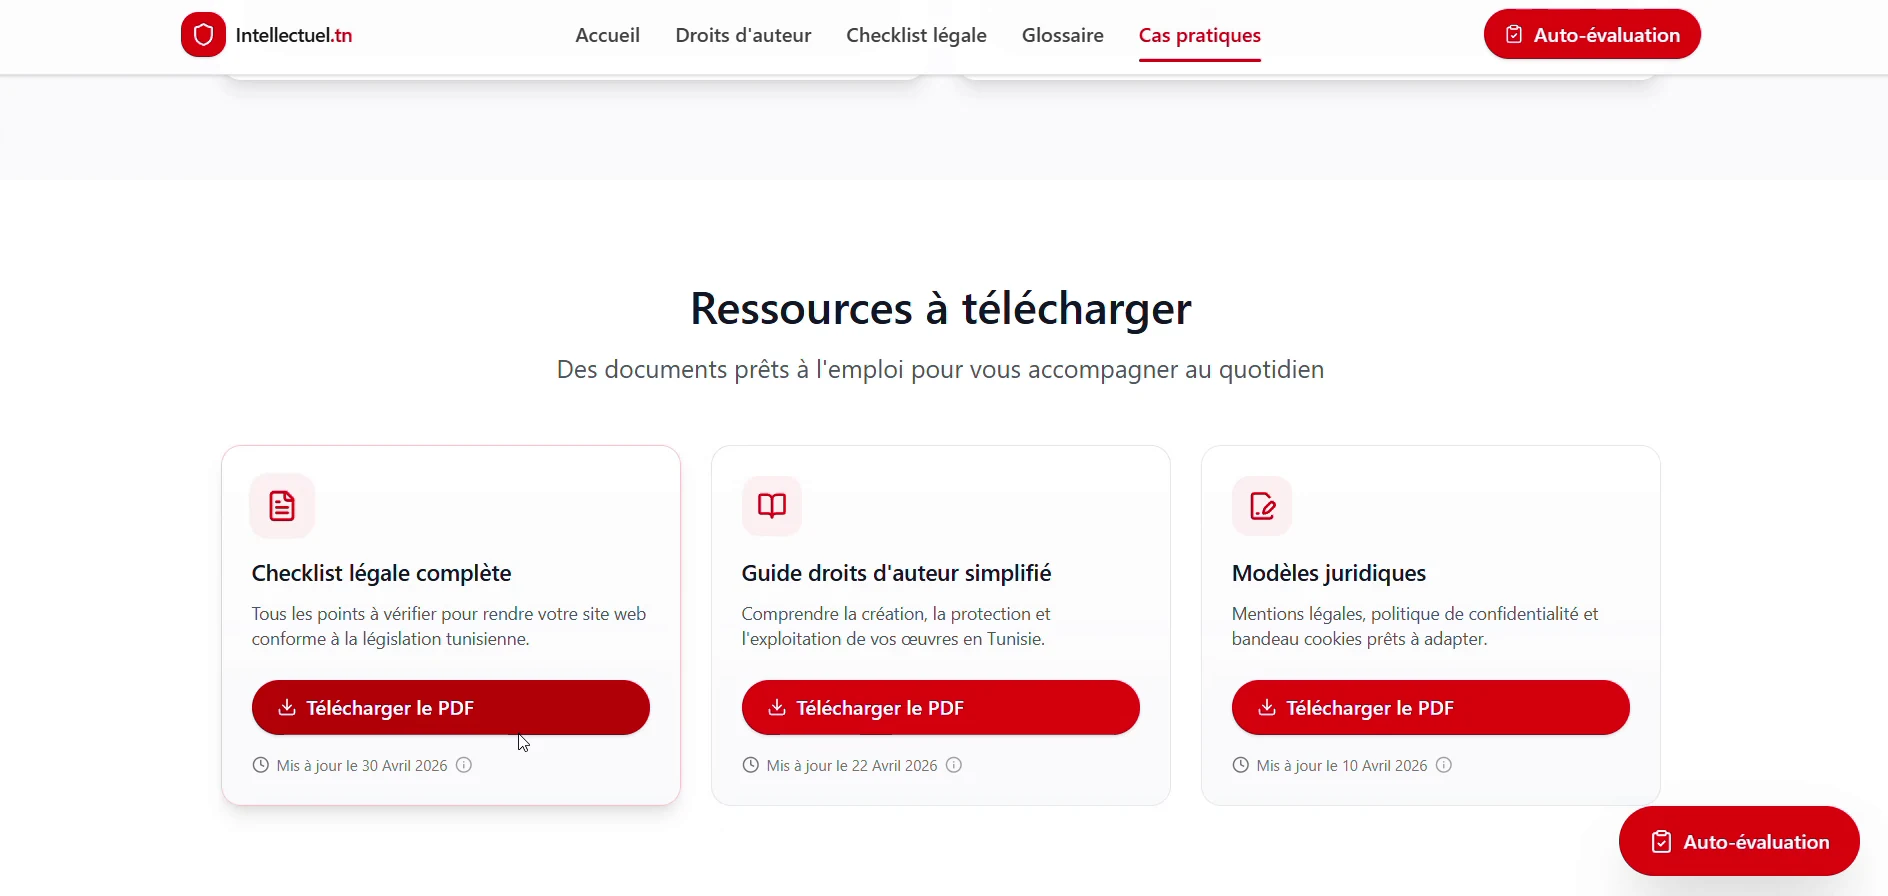 Intellectuel.tn
Accueil
Droits d'auteur
Checklist légale
Glossaire
Cas pratiques
Auto-évaluation
Ressources à télécharger
Des documents prêts à l'emploi pour vous accompagner au quotidien
Checklist légale complète
Tous les points à vérifier pour rendre votre site web
conforme à la législation tunisienne.
Télécharger le PDF
Mis à jour le 30 Avril 2026
Guide droits d'auteur simplifié
Comprendre la création, la protection et
l'exploitation de vos œuvres en Tunisie.
Télécharger le PDF
Mis à jour le 22 Avril 2026
Modèles juridiques
Mentions légales, politique de confidentialité et
bandeau cookies prêts à adapter.
Télécharger le PDF
Mis à jour le 10 Avril 2026
Auto-évaluation